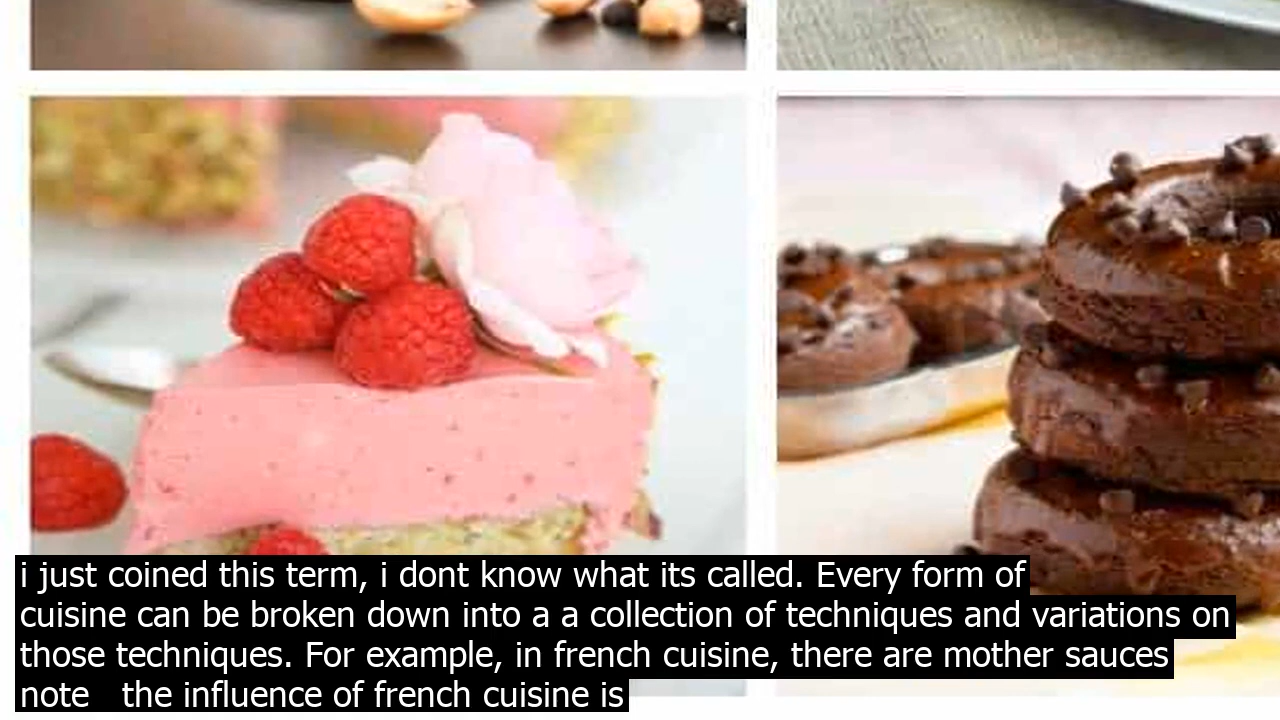 i just coined this term, i dont know what its called. Every form of
cuisine can be broken down into a a collection of techniques and variations on
those techniques. For example, in french cuisine, there are mother sauces
note   the influence of french cuisine is